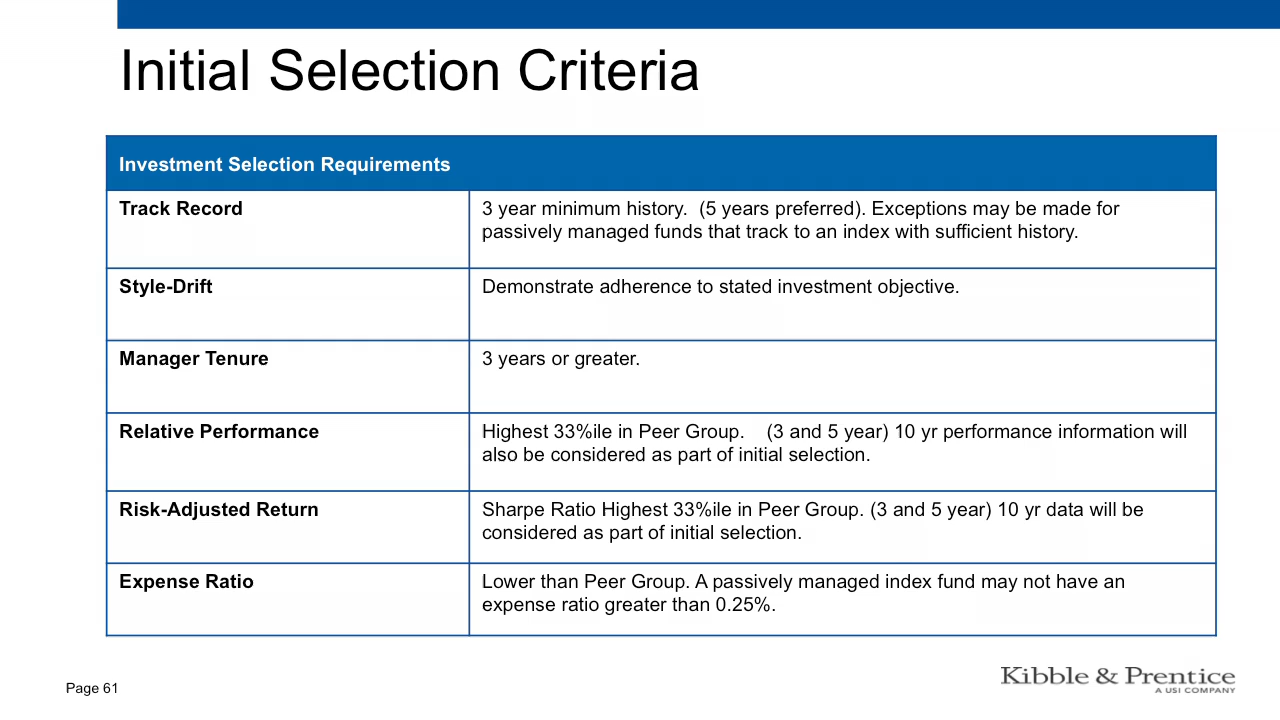 Initial Selection Criteria
Investment Selection Requirements
Track Record
3 year minimum history.  (5 years preferred). Exceptions may be made for
passively managed funds that track to an index with sufficient history.
Style-Drift
Demonstrate adherence to stated investment objective.
Manager Tenure
3 years or greater.
Relative Performance
Highest 33%ile in Peer Group.    (3 and 5 year) 10 yr performance information will
also be considered as part of initial selection.
Risk-Adjusted Return
Sharpe Ratio Highest 33%ile in Peer Group. (3 and 5 year) 10 yr data will be
considered as part of initial selection.
Expense Ratio
Lower than Peer Group. A passively managed index fund may not have an
expense ratio greater than 0.25%.
Page 61
Kibble & Prentice
A USI COMPANY